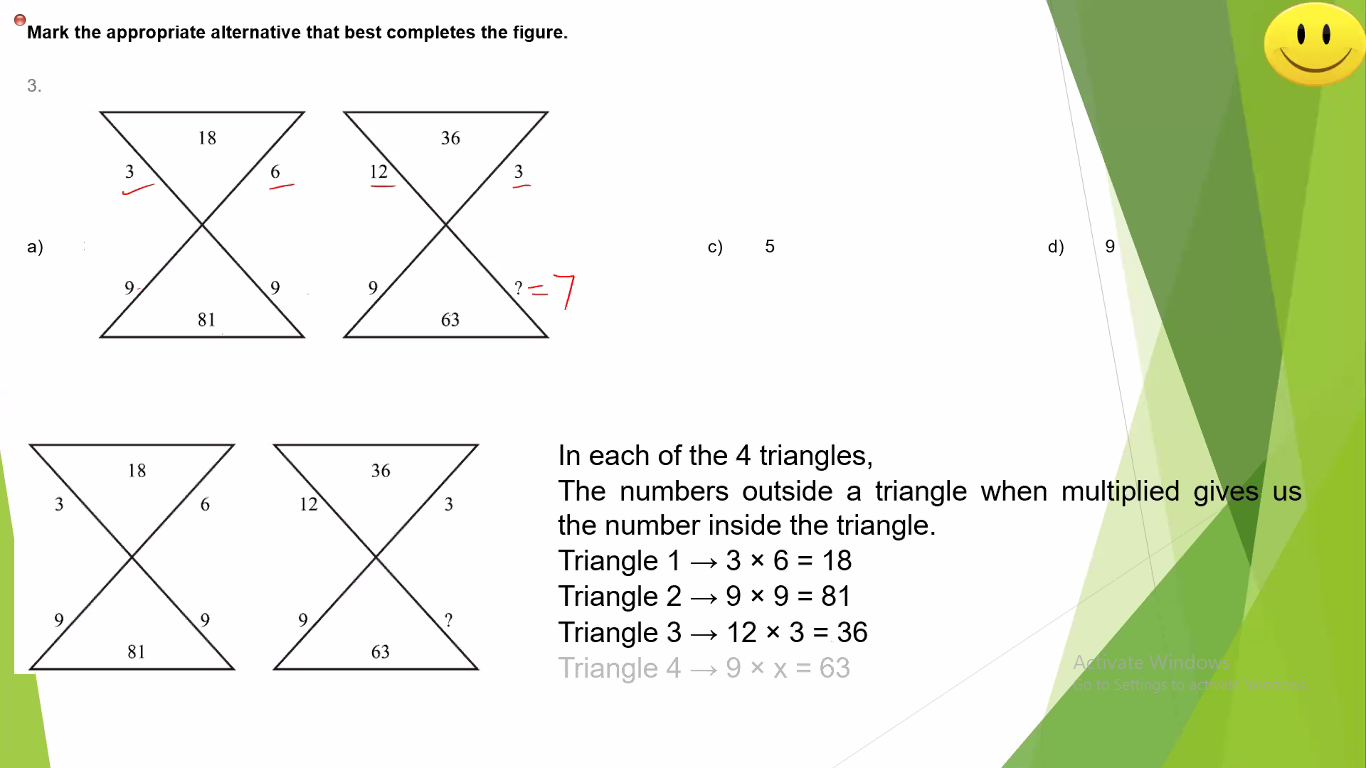 Mark the appropriate alternative that best completes the figure.
3.
18 36
3 6 12 3
a) c) 5 d) 9
9 9 9 ? = 7
81 63
18 36
3 6 12 3
9 9 9 ?
81 63
In each of the 4 triangles,
The numbers outside a triangle when multiplied gives us
the number inside the triangle.
Triangle 1 → 3 × 6 = 18
Triangle 2 → 9 × 9 = 81
Triangle 3 → 12 × 3 = 36
Triangle 4 → 9 × x = 63
Activate Windows
Go to Settings to activate Windows.